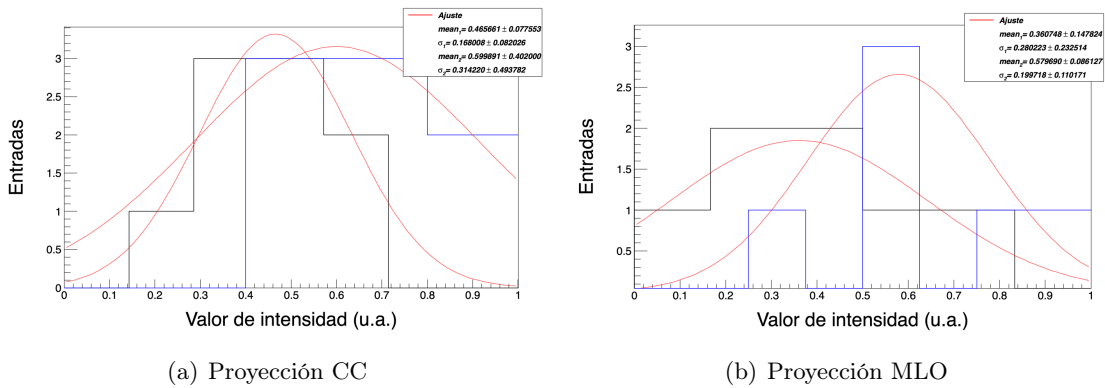 Ajuste
mean₁= 0.465661 ± 0.077553
σ₁= 0.168008 ± 0.082026
mean₂= 0.599891 ± 0.402000
σ₂= 0.314220 ± 0.493782
Entradas
3
2.5
2
1.5
1
0.5
0
0 0.1 0.2 0.3 0.4 0.5 0.6 0.7 0.8 0.9 1
Valor de intensidad (u.a.)
(a) Proyección CC
Ajuste
mean₁= 0.360748 ± 0.147824
σ₁= 0.280223 ± 0.232514
mean₂= 0.579690 ± 0.086127
σ₂= 0.199718 ± 0.110171
Entradas
3
2.5
2
1.5
1
0.5
0 0.1 0.2 0.3 0.4 0.5 0.6 0.7 0.8 0.9 1
Valor de intensidad (u.a.)
(b) Proyección MLO